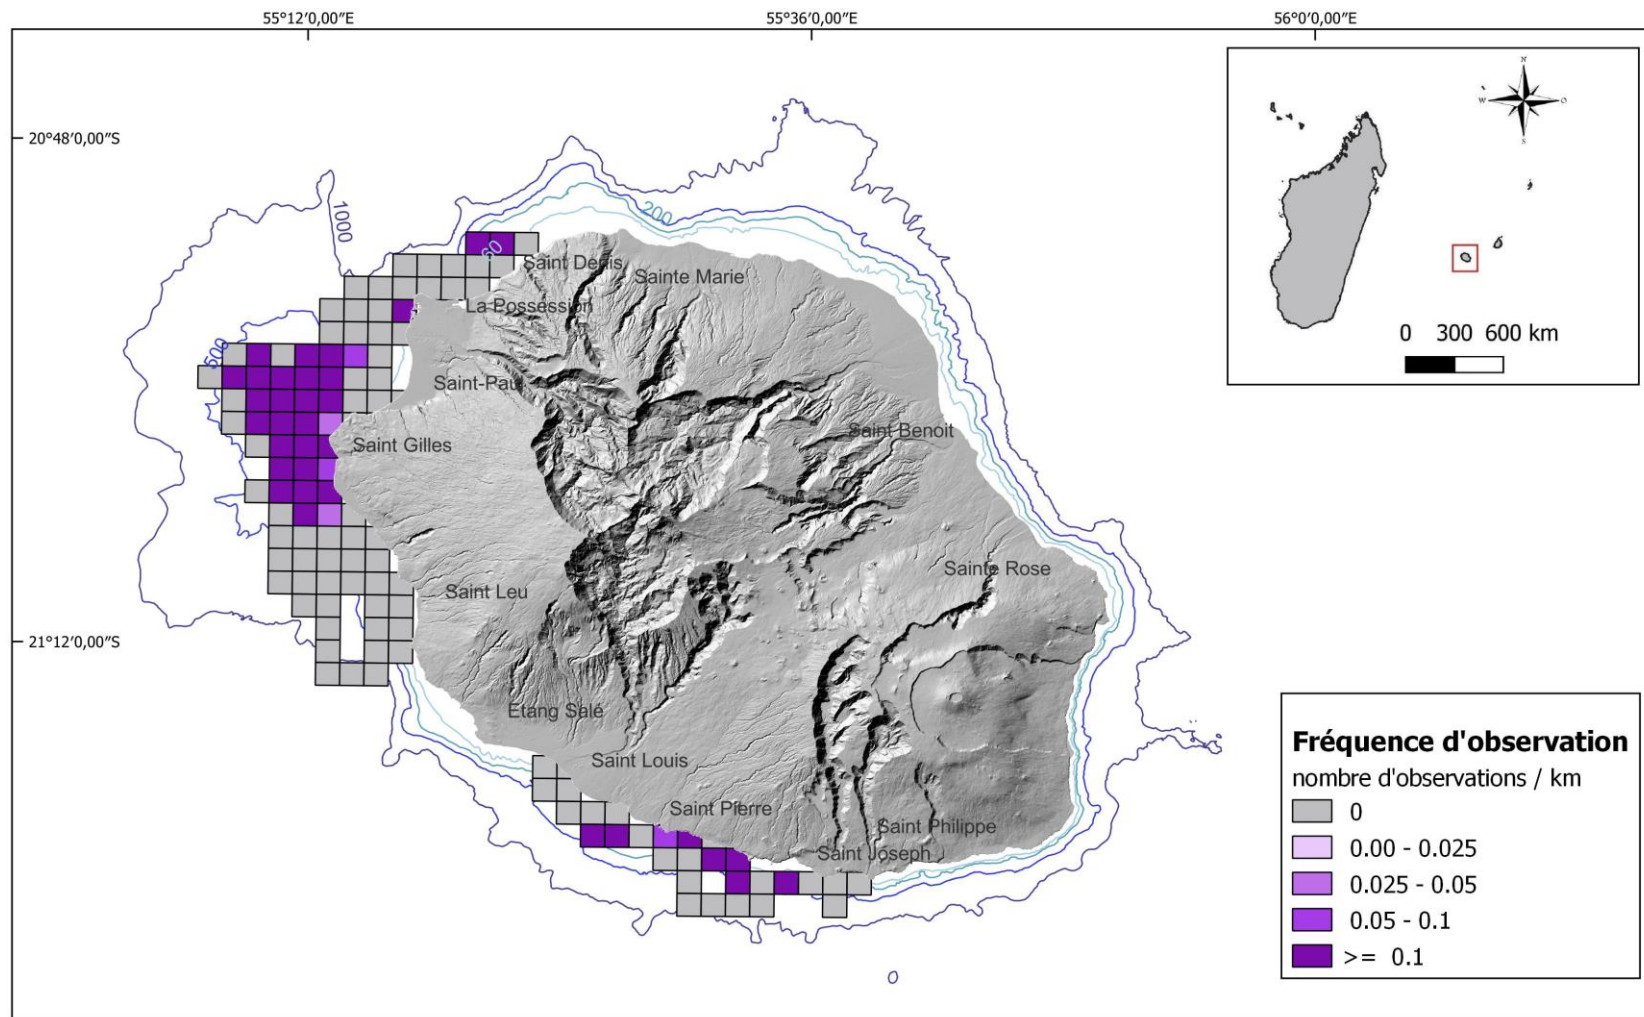 55°12′0,00″E
55°36′0,00″E
56°0′0,00″E
20°48′0,00″S
21°12′0,00″S
N
W
O
S
0 300 600 km
1000
200
60
500
Saint Denis
Sainte Marie
La Possession
Saint-Paul
Saint Gilles
Saint Benoit
Sainte Rose
Saint Leu
Etang Salé
Saint Louis
Saint Pierre
Saint Philippe
Saint Joseph
Fréquence d'observation
nombre d'observations / km
0
0.00 - 0.025
0.025 - 0.05
0.05 - 0.1
>= 0.1